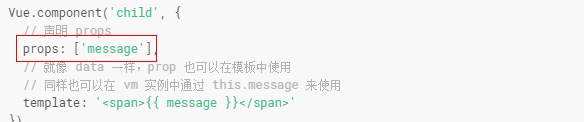 Vue.component('child', {
// 声明 props
props: ['message'],
// 就像 data 一样，prop 也可以在模板中使用
// 同样也可以在 vm 实例中通过 this.message 来使用
template: '<span>{{ message }}</span>'
})